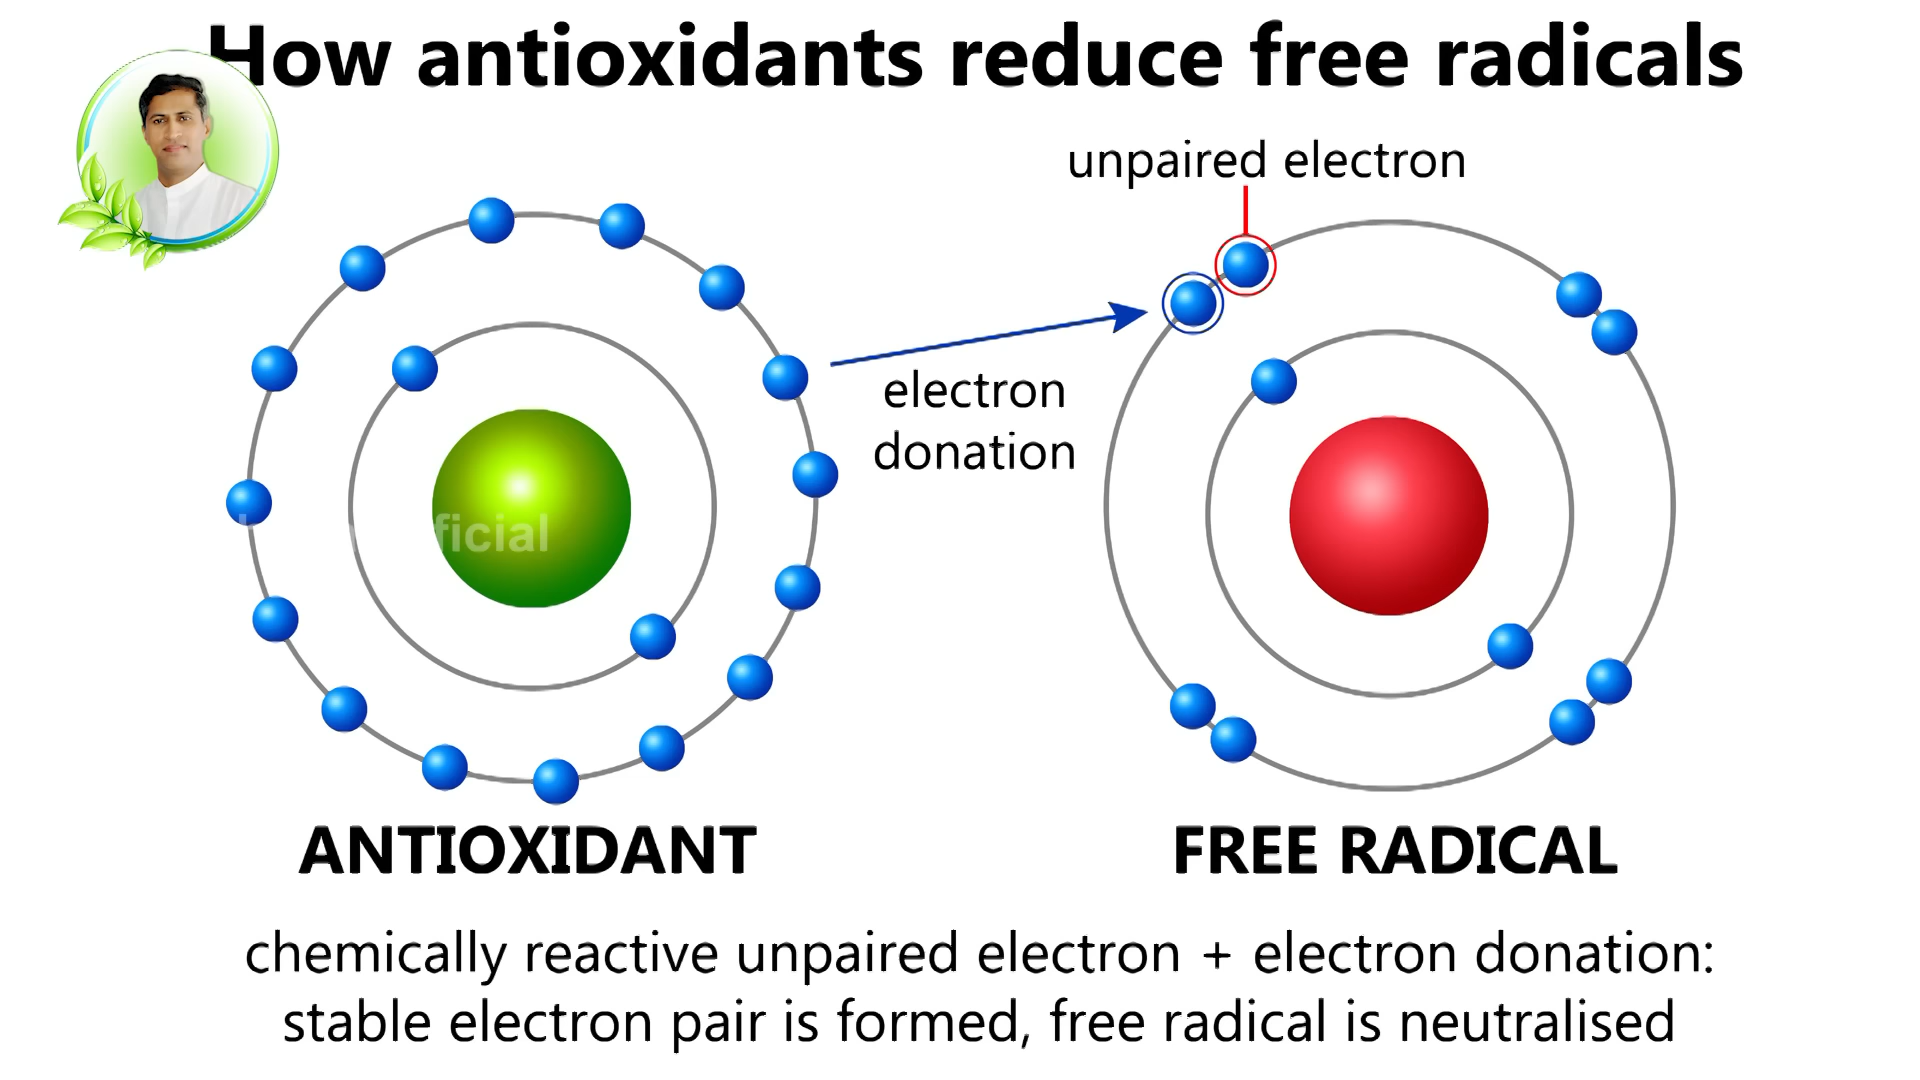 How antioxidants reduce free radicals
unpaired electron
electron
donation
ficial
ANTIOXIDANT
FREE RADICAL
chemically reactive unpaired electron + electron donation:
stable electron pair is formed, free radical is neutralised